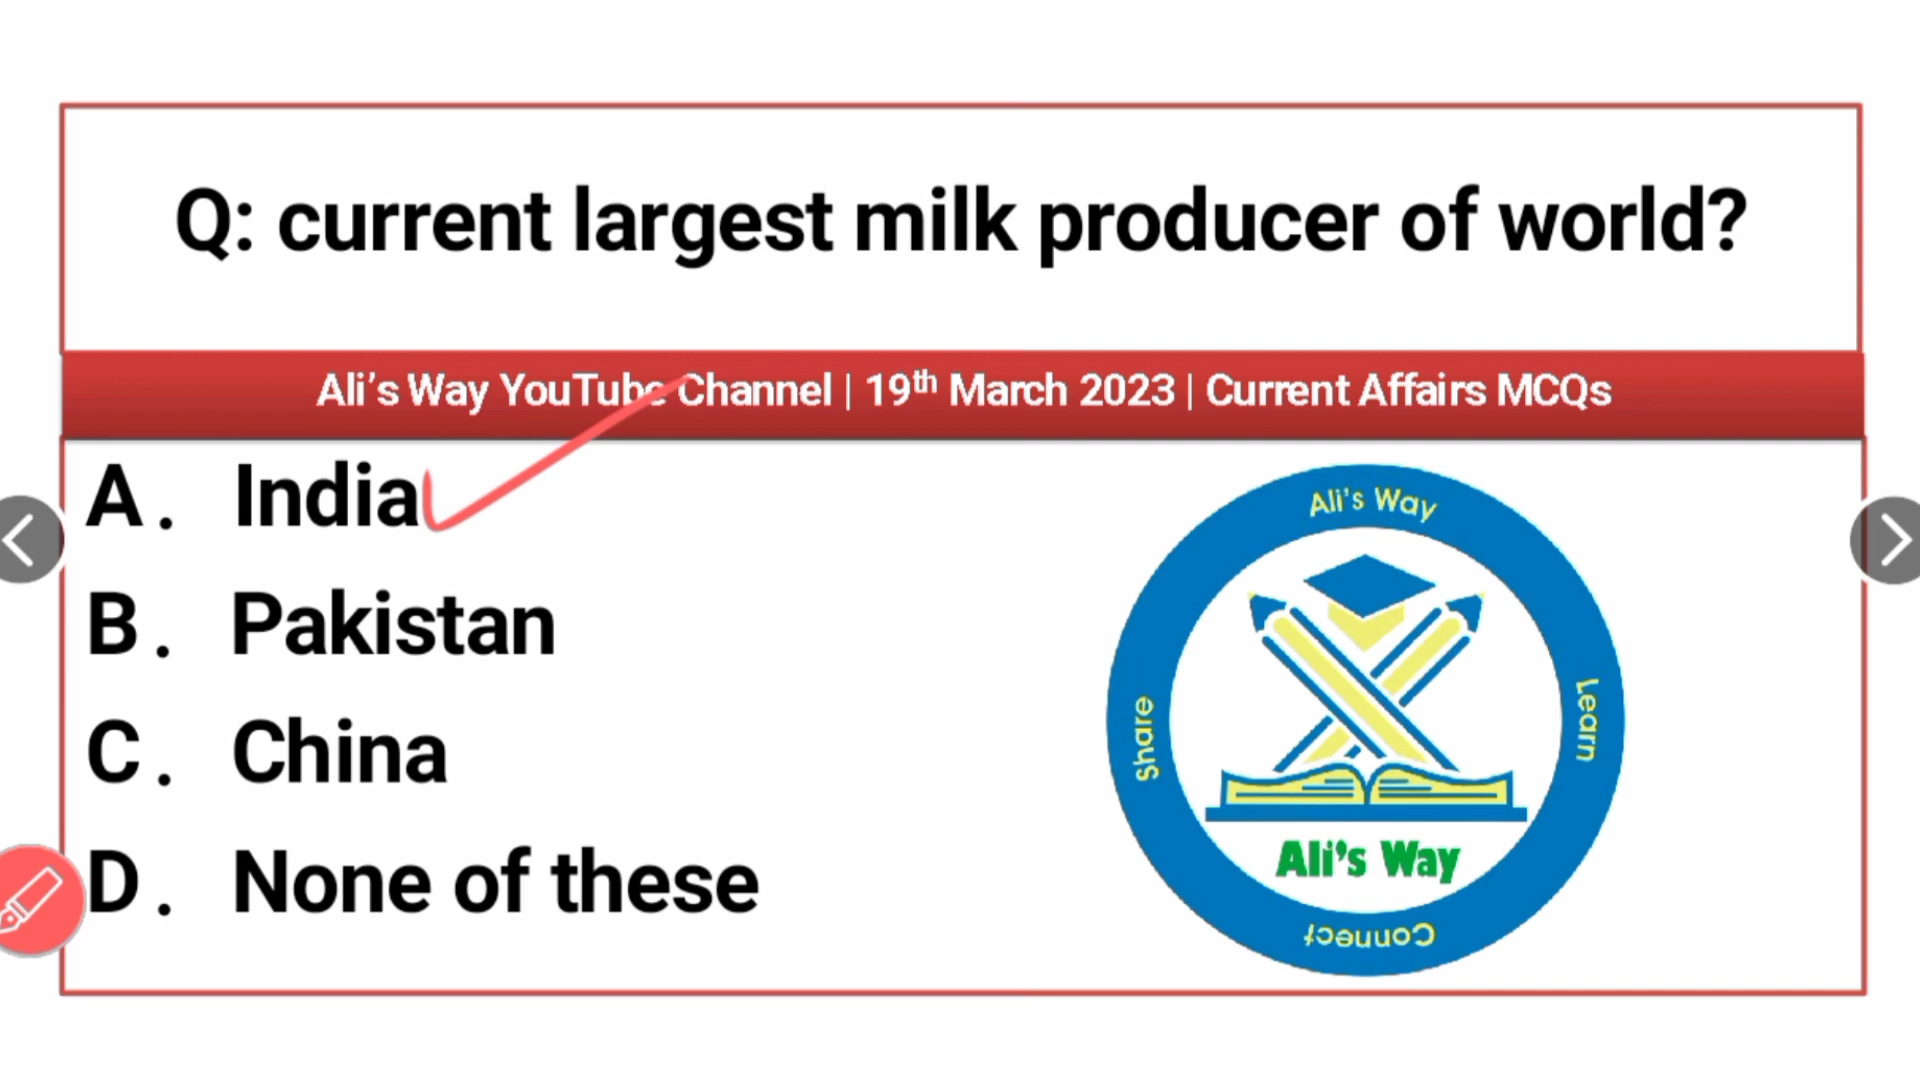 Q: current largest milk producer of world?
Ali's Way YouTube Channel | 19th March 2023 | Current Affairs MCQs
A. India
B. Pakistan
C. China
D. None of these
Ali's Way
Share
Learn
Ali's Way
Connect